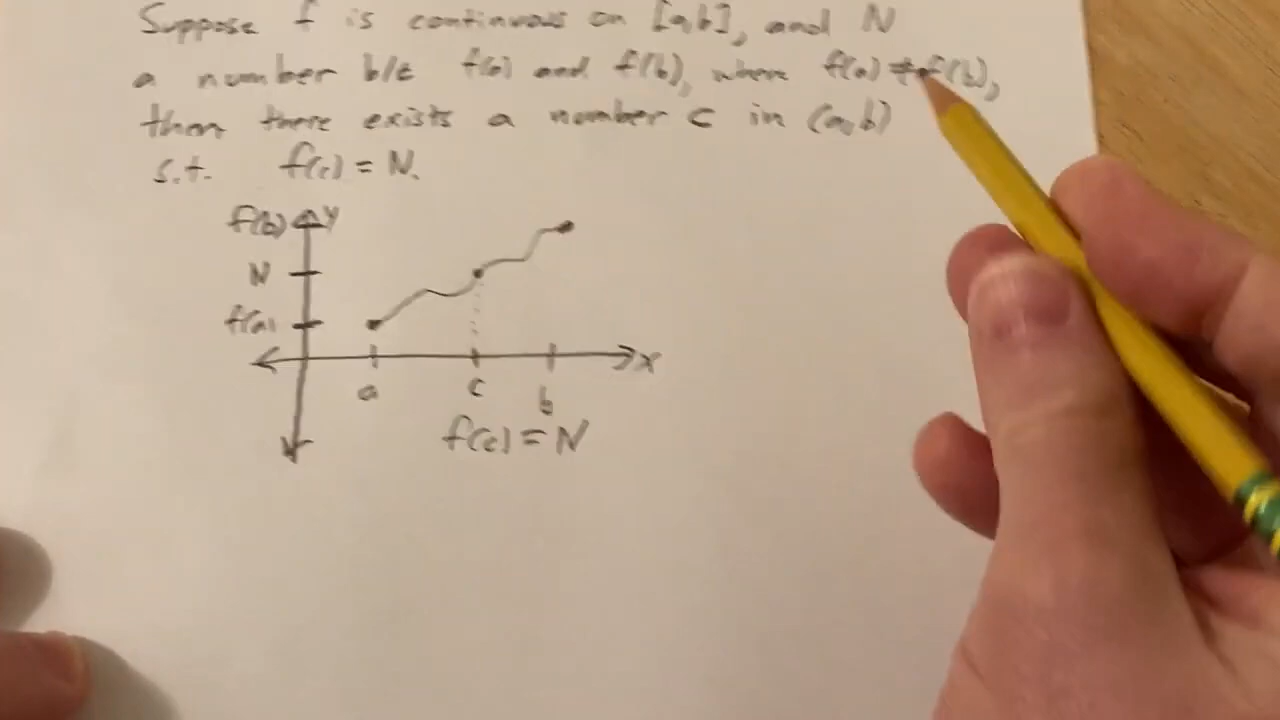 Suppose f is continuous on [a,b], and N
a number b/t f(a) and f(b), where f(a) ≠ f(b),
then there exists a number c in (a,b)
s.t. f(c) = N.
f(b) y
N
f(a)
x
a c b
f(c) = N